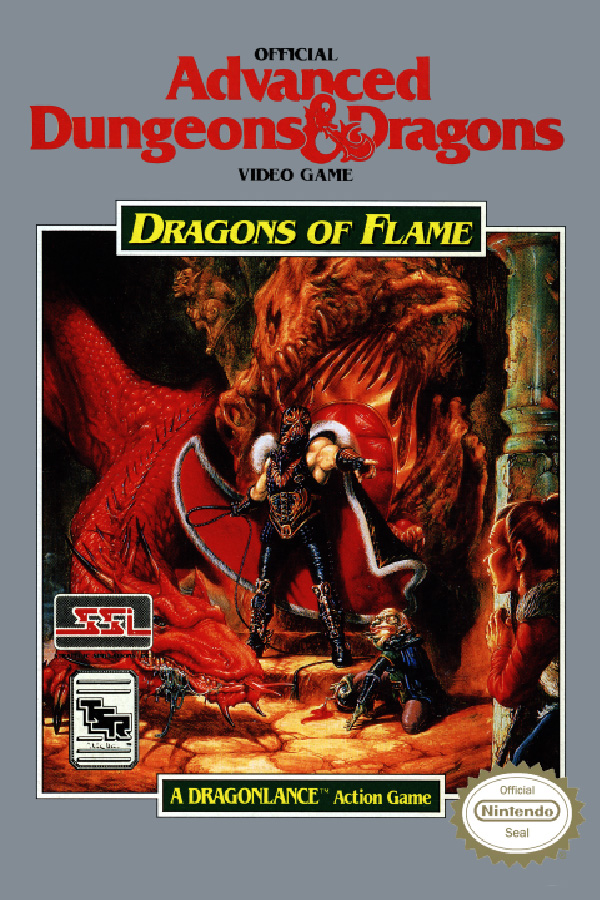 OFFICIAL
Advanced
Dungeons & Dragons
VIDEO GAME
DRAGONS OF FLAME
SSI
TSR
A DRAGONLANCE™ Action Game
Official
Nintendo
Seal